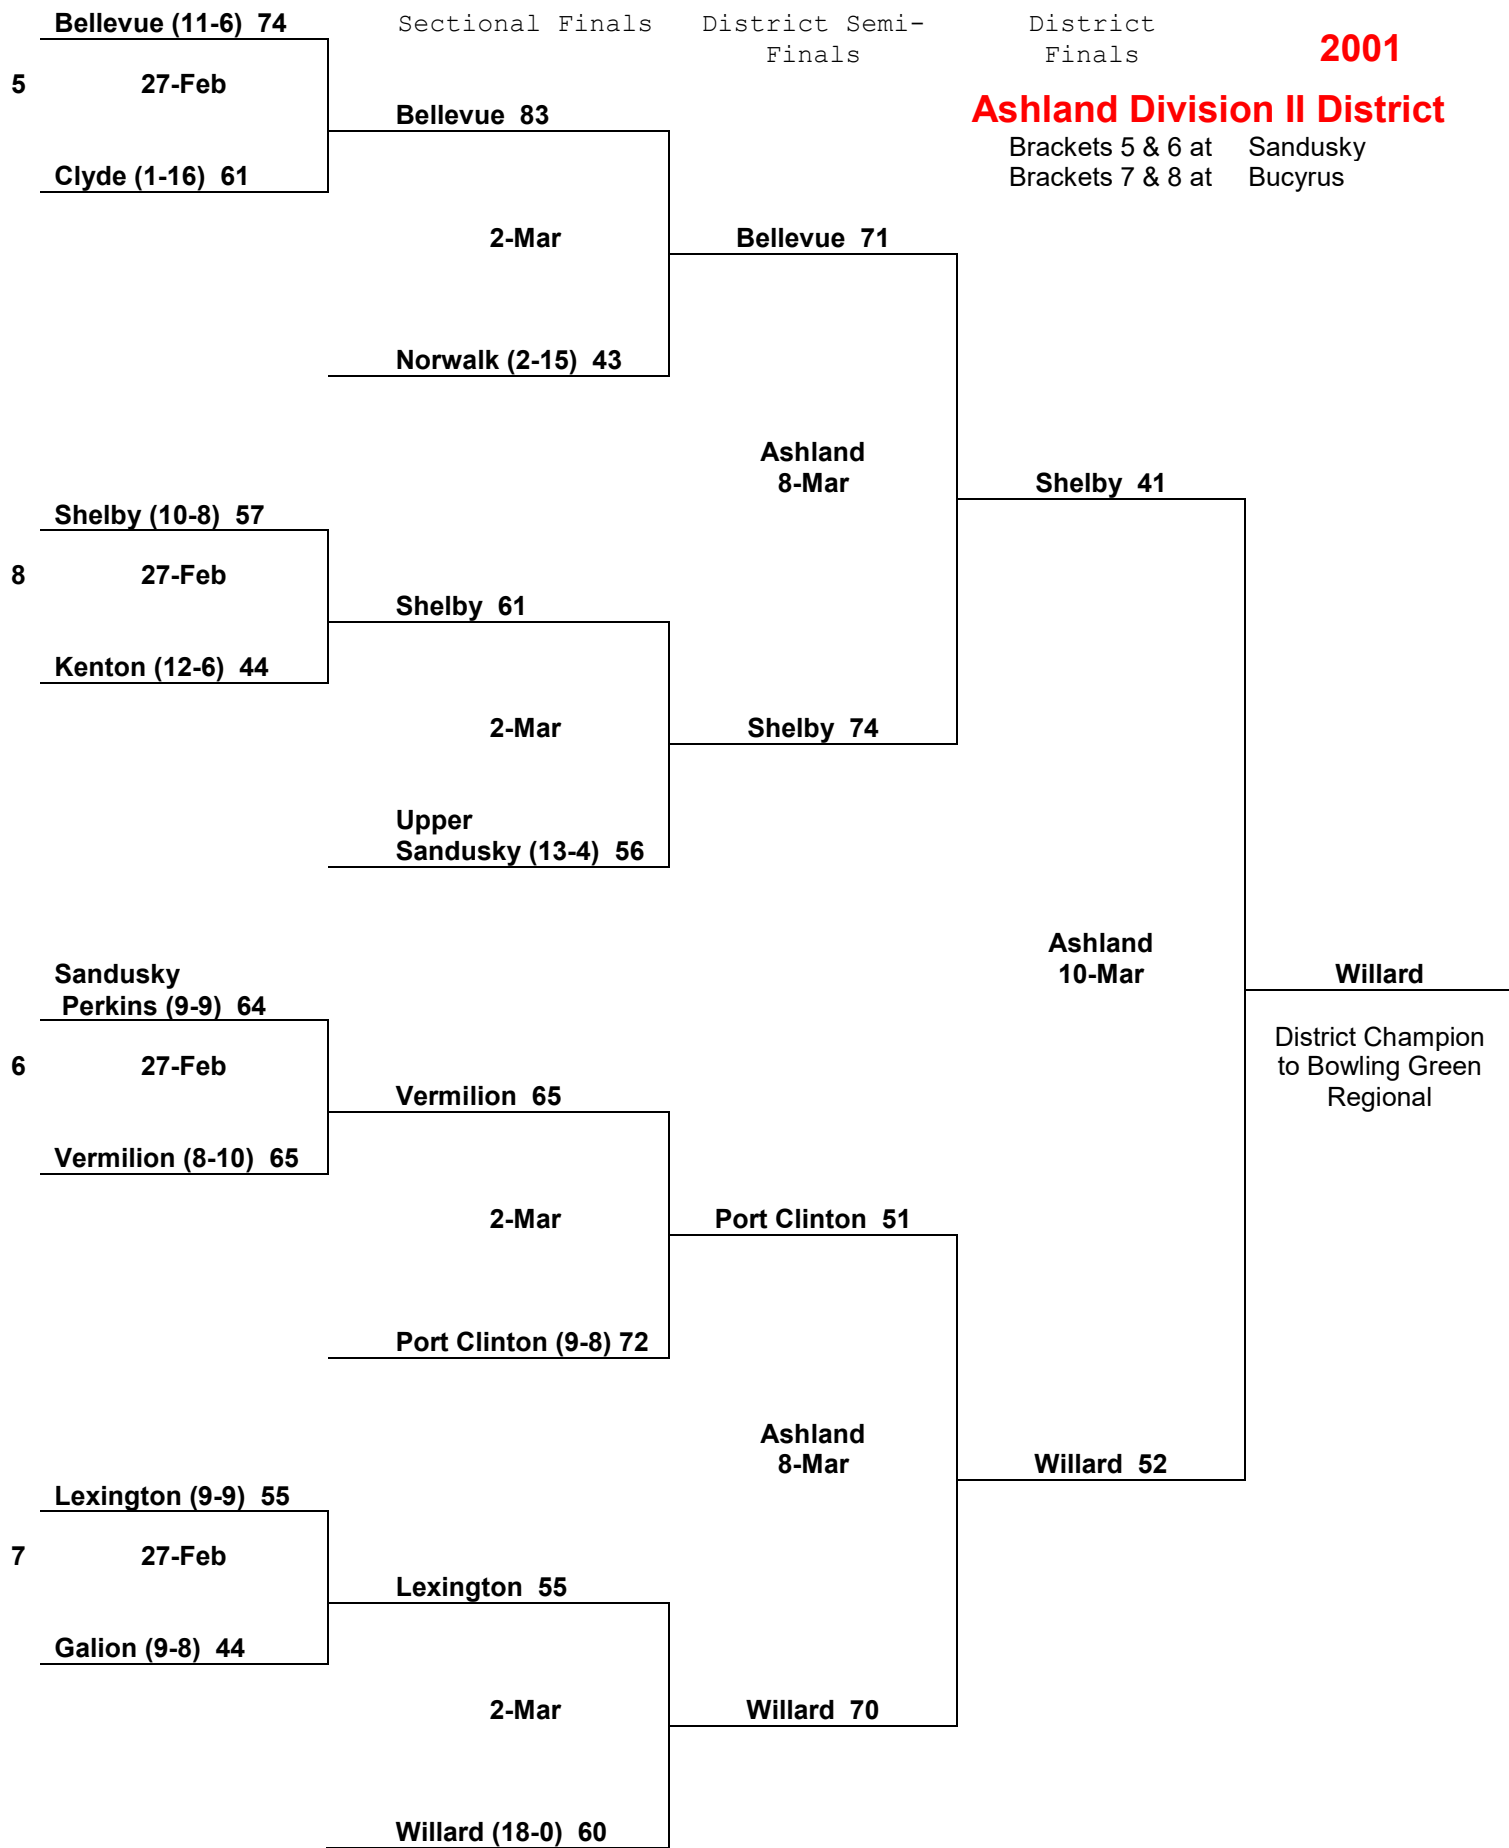 Bellevue (11-6) 74
Sectional Finals
District Semi-
Finals
District
Finals
2001
Ashland Division II District
Brackets 5 & 6 at Sandusky
Brackets 7 & 8 at Bucyrus
5
27-Feb
Bellevue 83
Clyde (1-16) 61
2-Mar
Bellevue 71
Norwalk (2-15) 43
Ashland
8-Mar
Shelby 41
Shelby (10-8) 57
8
27-Feb
Shelby 61
Kenton (12-6) 44
2-Mar
Shelby 74
Upper
Sandusky (13-4) 56
Ashland
10-Mar
Willard
District Champion
to Bowling Green
Regional
Sandusky
Perkins (9-9) 64
6
27-Feb
Vermilion 65
Vermilion (8-10) 65
2-Mar
Port Clinton 51
Port Clinton (9-8) 72
Ashland
8-Mar
Willard 52
Lexington (9-9) 55
7
27-Feb
Lexington 55
Galion (9-8) 44
2-Mar
Willard 70
Willard (18-0) 60